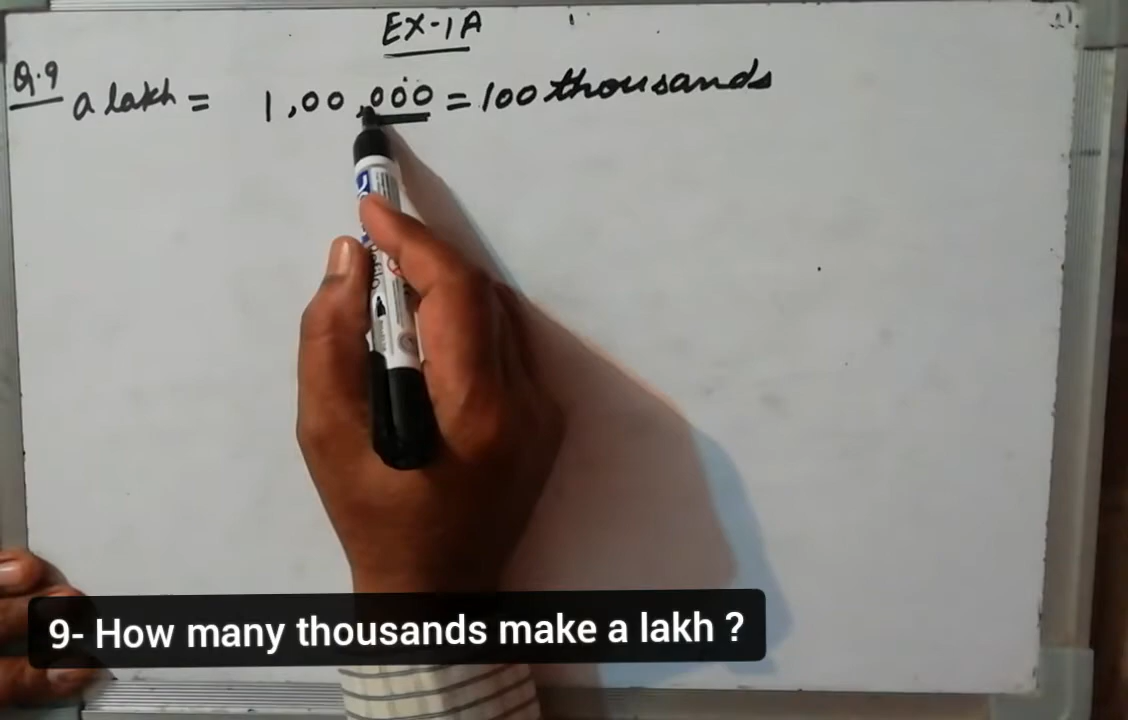 EX-1A
Q.9 a lakh = 1,00,000 = 100 thousands
9- How many thousands make a lakh ?